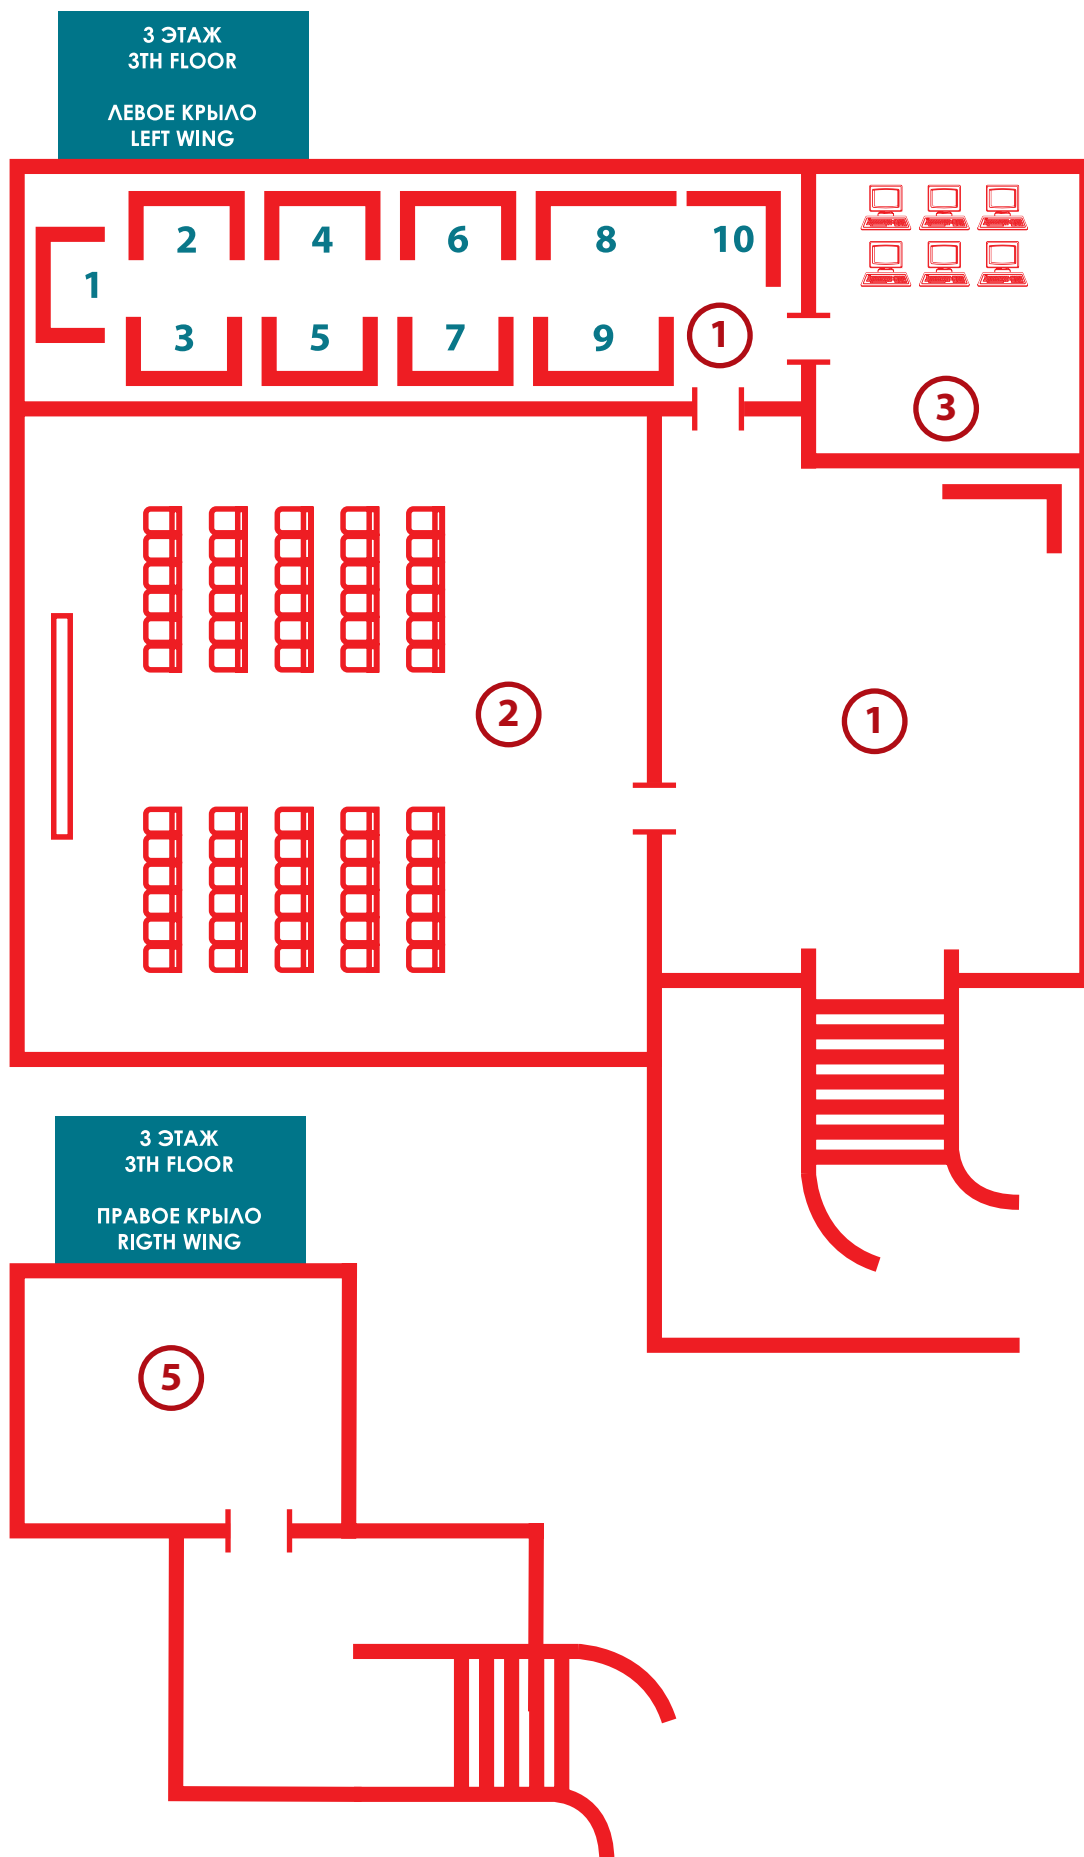 3 ЭТАЖ
3TH FLOOR
ЛЕВОЕ КРЫЛО
LEFT WING
2 4 6 8 10
1
3 5 7 9 1
3
2
1
3 ЭТАЖ
3TH FLOOR
ПРАВОЕ КРЫЛО
RIGTH WING
5